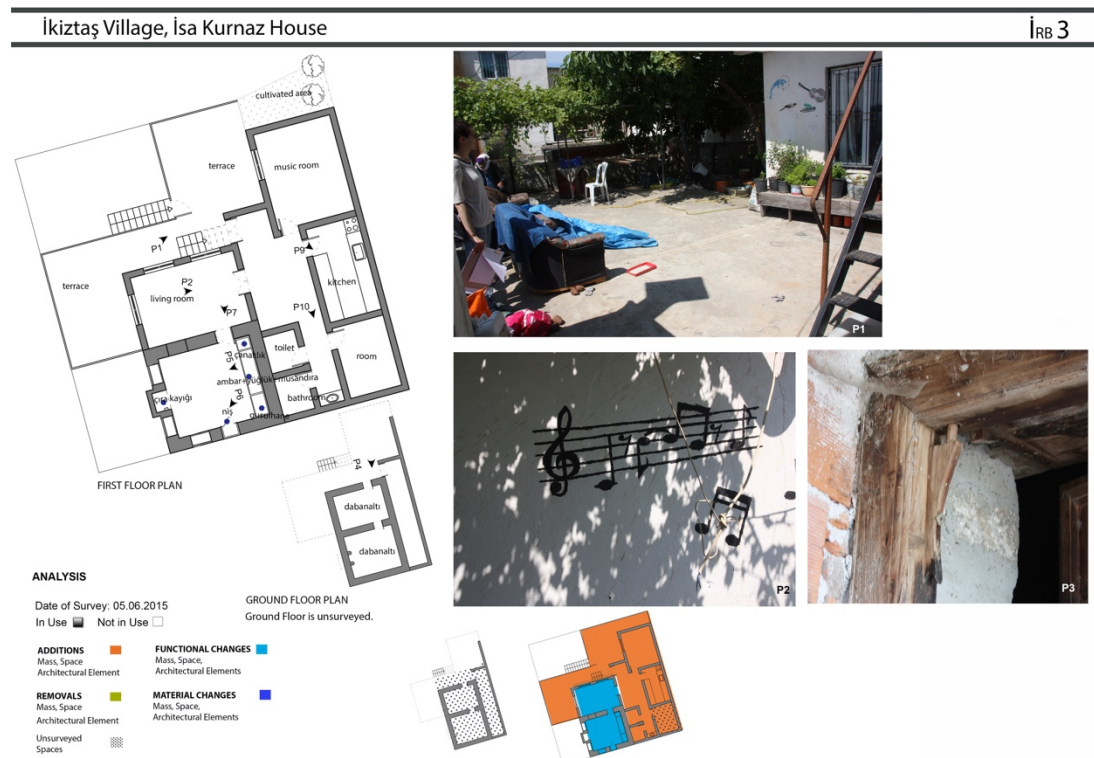 İkiztaş Village, İsa Kurnaz House
İRB 3
cultivated area
terrace
music room
P1
P9
terrace
P2
living room
kitchen
P7
P10
toilet
P5
çanaklık
room
ambar+yüğlük+musandıra
çıra kayığı
P6
niş
bathroom
gusulhane
FIRST FLOOR PLAN
P4
dabanaltı
dabanaltı
GROUND FLOOR PLAN
Ground Floor is unsurveyed.
P1
P2
P3
ANALYSIS
Date of Survey: 05.06.2015
In Use Not in Use
ADDITIONS
Mass, Space
Architectural Element
FUNCTIONAL CHANGES
Mass, Space,
Architectural Elements
REMOVALS
Mass, Space
Architectural Element
MATERIAL CHANGES
Mass, Space,
Architectural Elements
Unsurveyed
Spaces